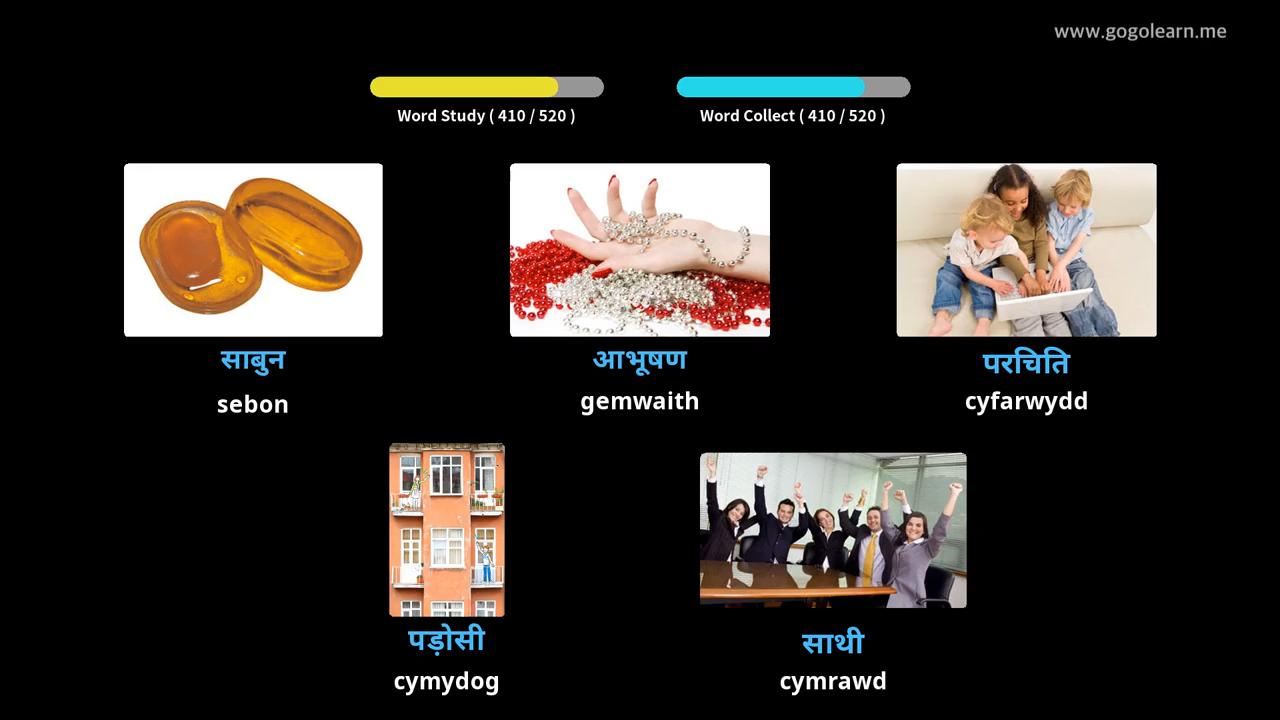 www.gogolearn.me
Word Study ( 410 / 520 )
Word Collect ( 410 / 520 )
साबुन
sebon
आभूषण
gemwaith
परचिति
cyfarwydd
पड़ोसी
cymydog
साथी
cymrawd